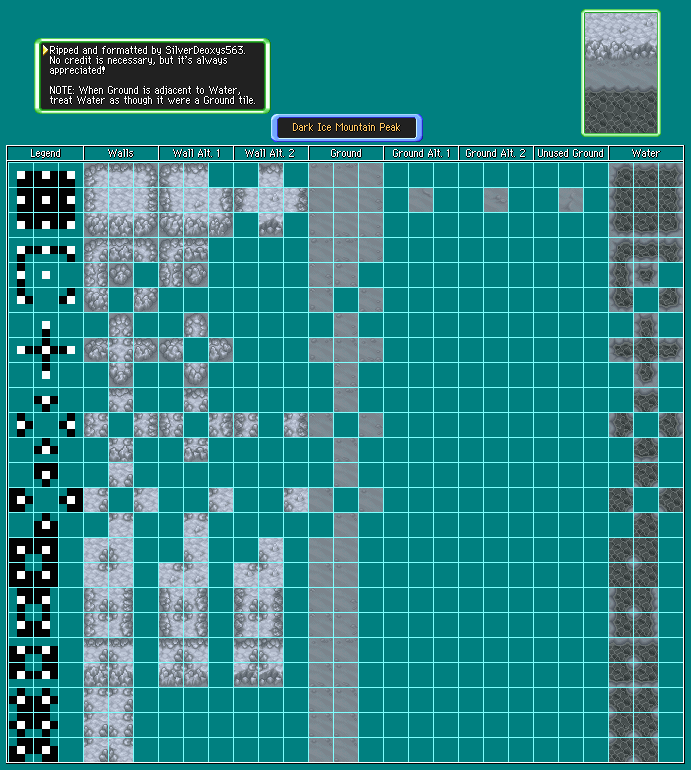 Ripped and formatted by SilverDeoxys563.
No credit is necessary, but it's always
appreciated!
NOTE: When Ground is adjacent to Water,
treat Water as though it were a Ground tile.
Dark Ice Mountain Peak
Legend Walls Wall Alt. 1 Wall Alt. 2 Ground Ground Alt. 1 Ground Alt. 2 Unused Ground Water